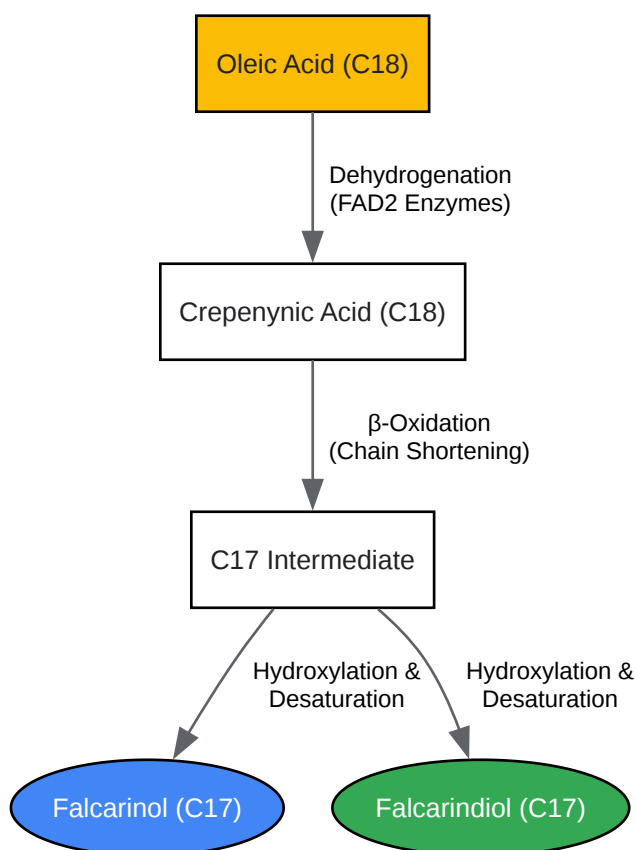 Oleic Acid (C18)
Dehydrogenation
(FAD2 Enzymes)
Crepenynic Acid (C18)
β-Oxidation
(Chain Shortening)
C17 Intermediate
Hydroxylation &
Desaturation
Hydroxylation &
Desaturation
Falcarinol (C17)
Falcarindiol (C17)